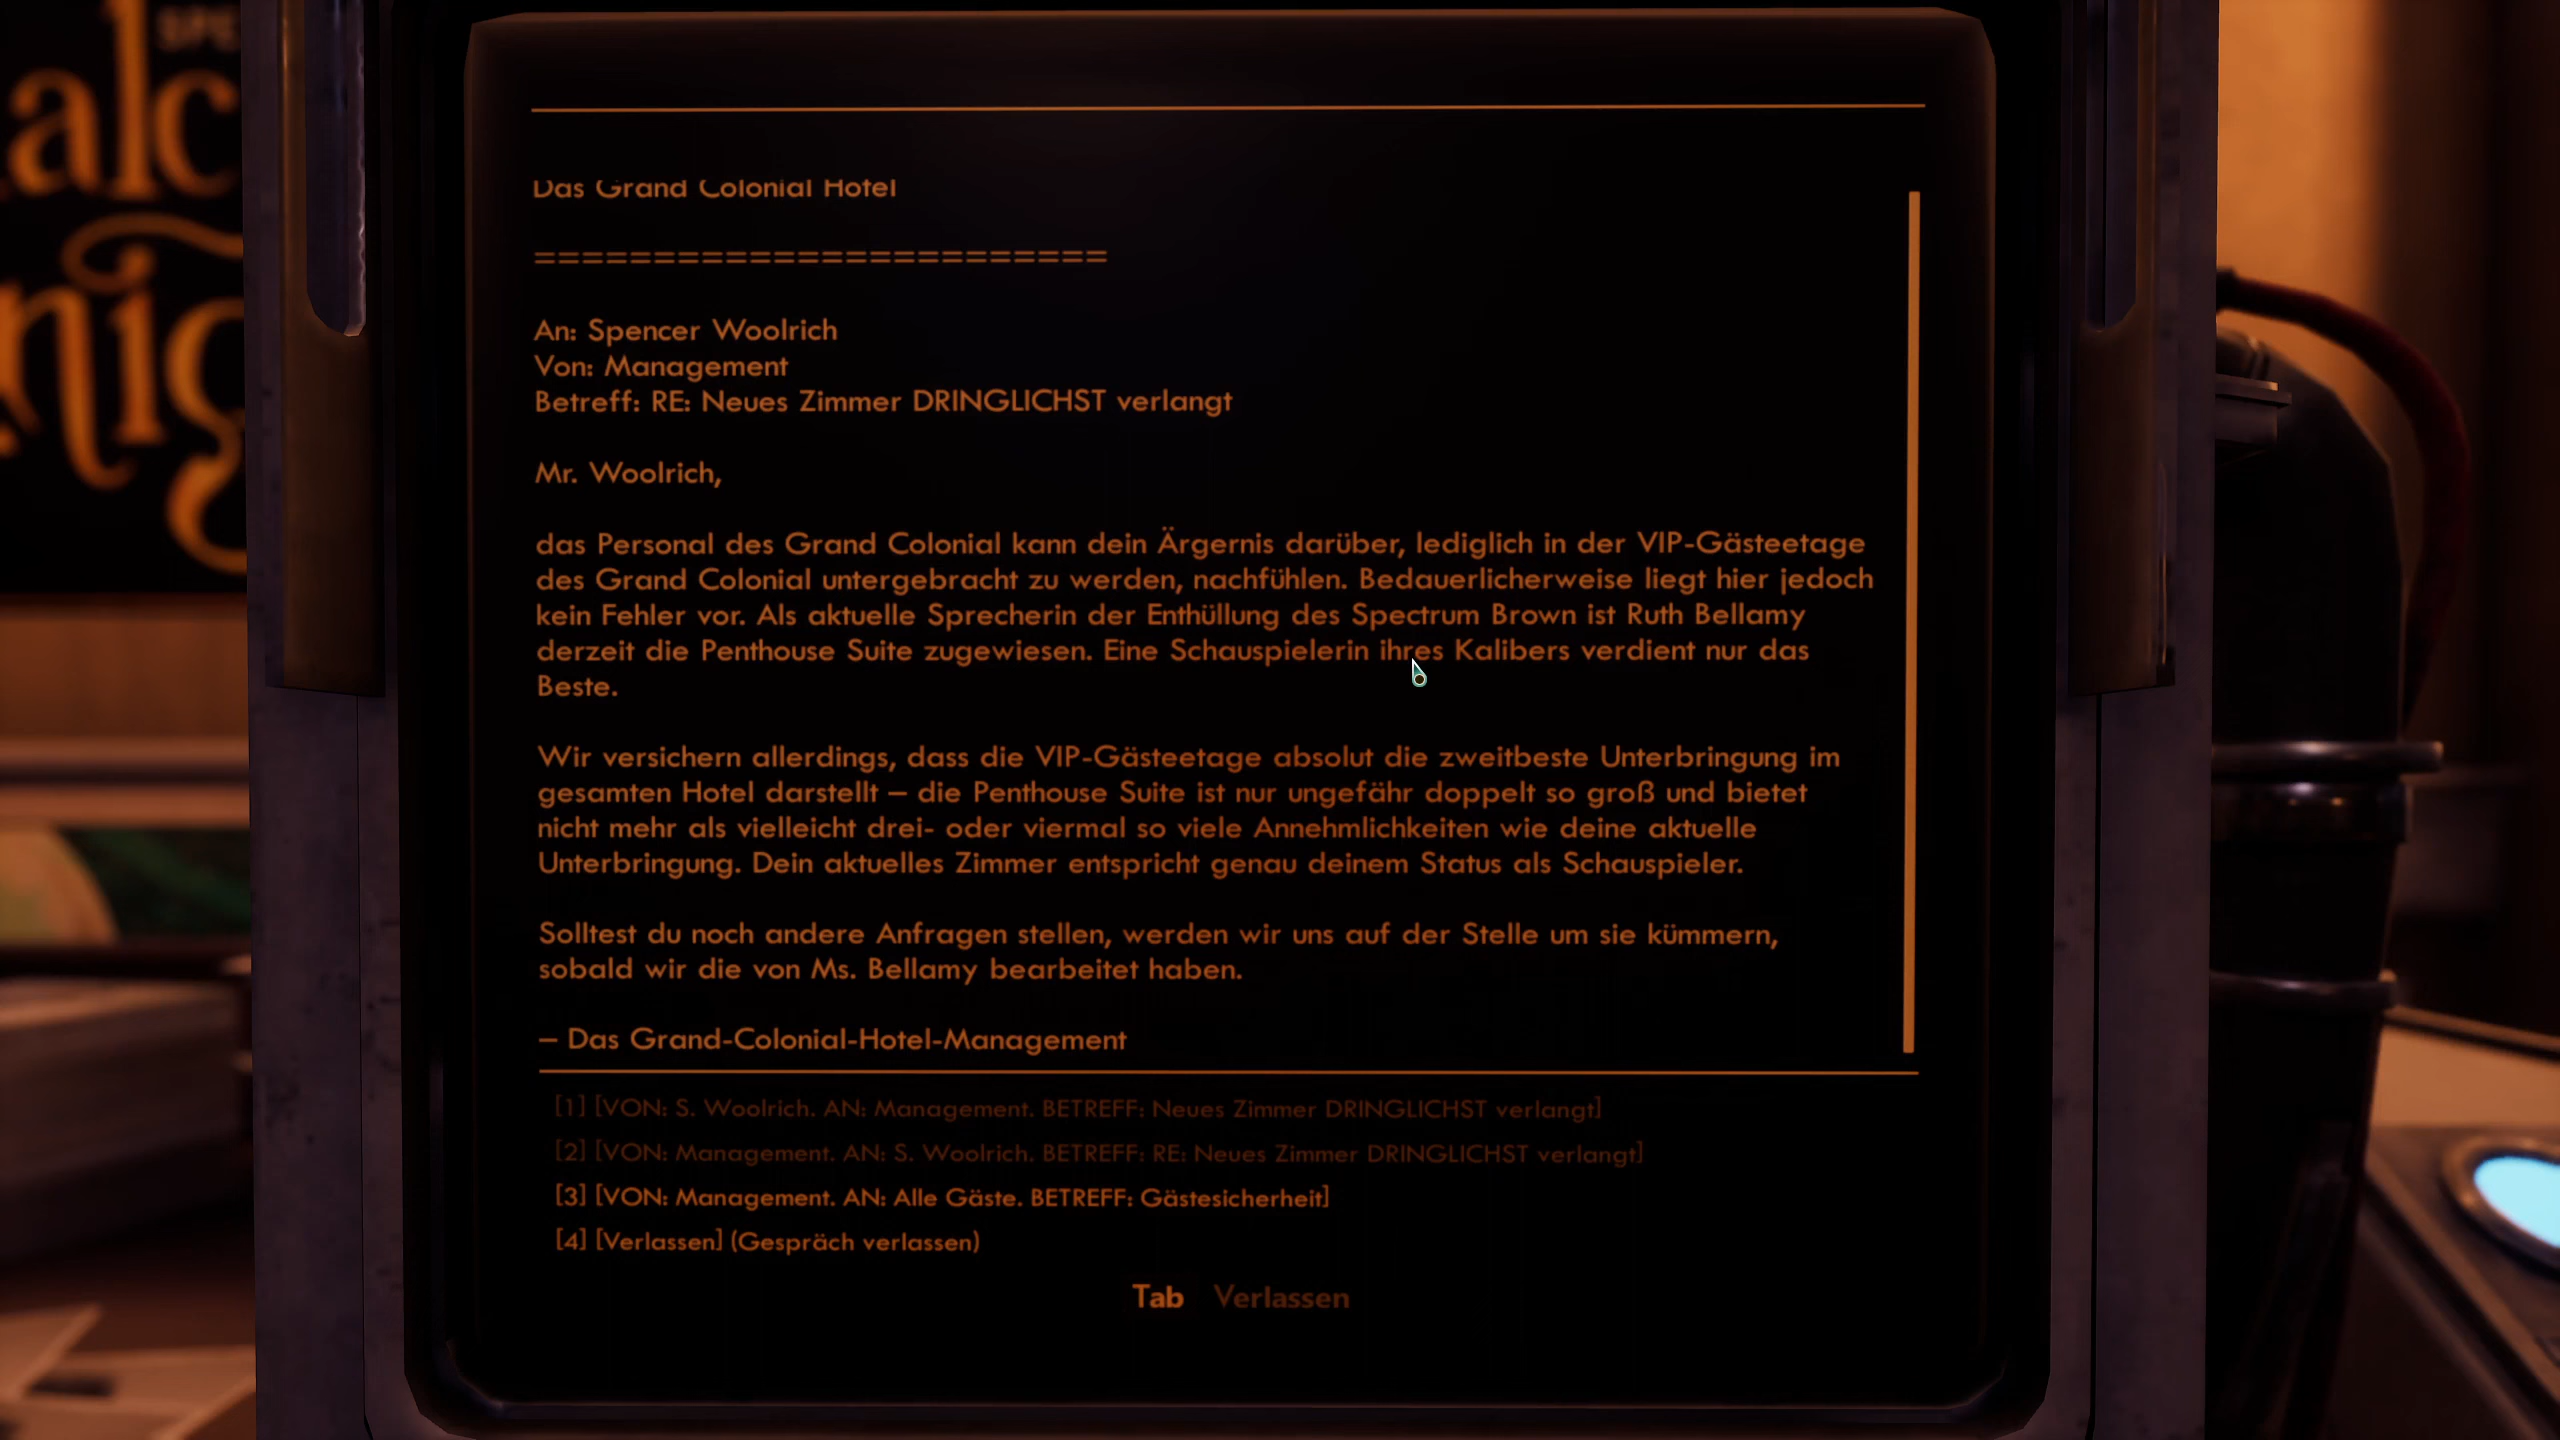 Das Grand Colonial Hotel
========================
An: Spencer Woolrich
Von: Management
Betreff: RE: Neues Zimmer DRINGLICHST verlangt
Mr. Woolrich,
das Personal des Grand Colonial kann dein Ärgernis darüber, lediglich in der VIP-Gästeetage
des Grand Colonial untergebracht zu werden, nachfühlen. Bedauerlicherweise liegt hier jedoch
kein Fehler vor. Als aktuelle Sprecherin der Enthüllung des Spectrum Brown ist Ruth Bellamy
derzeit die Penthouse Suite zugewiesen. Eine Schauspielerin ihres Kalibers verdient nur das
Beste.
Wir versichern allerdings, dass die VIP-Gästeetage absolut die zweitbeste Unterbringung im
gesamten Hotel darstellt – die Penthouse Suite ist nur ungefähr doppelt so groß und bietet
nicht mehr als vielleicht drei- oder viermal so viele Annehmlichkeiten wie deine aktuelle
Unterbringung. Dein aktuelles Zimmer entspricht genau deinem Status als Schauspieler.
Solltest du noch andere Anfragen stellen, werden wir uns auf der Stelle um sie kümmern,
sobald wir die von Ms. Bellamy bearbeitet haben.
– Das Grand-Colonial-Hotel-Management
[1] [VON: S. Woolrich. AN: Management. BETREFF: Neues Zimmer DRINGLICHST verlangt]
[2] [VON: Management. AN: S. Woolrich. BETREFF: RE: Neues Zimmer DRINGLICHST verlangt]
[3] [VON: Management. AN: Alle Gäste. BETREFF: Gästesicherheit]
[4] [Verlassen] (Gespräch verlassen)
Tab Verlassen